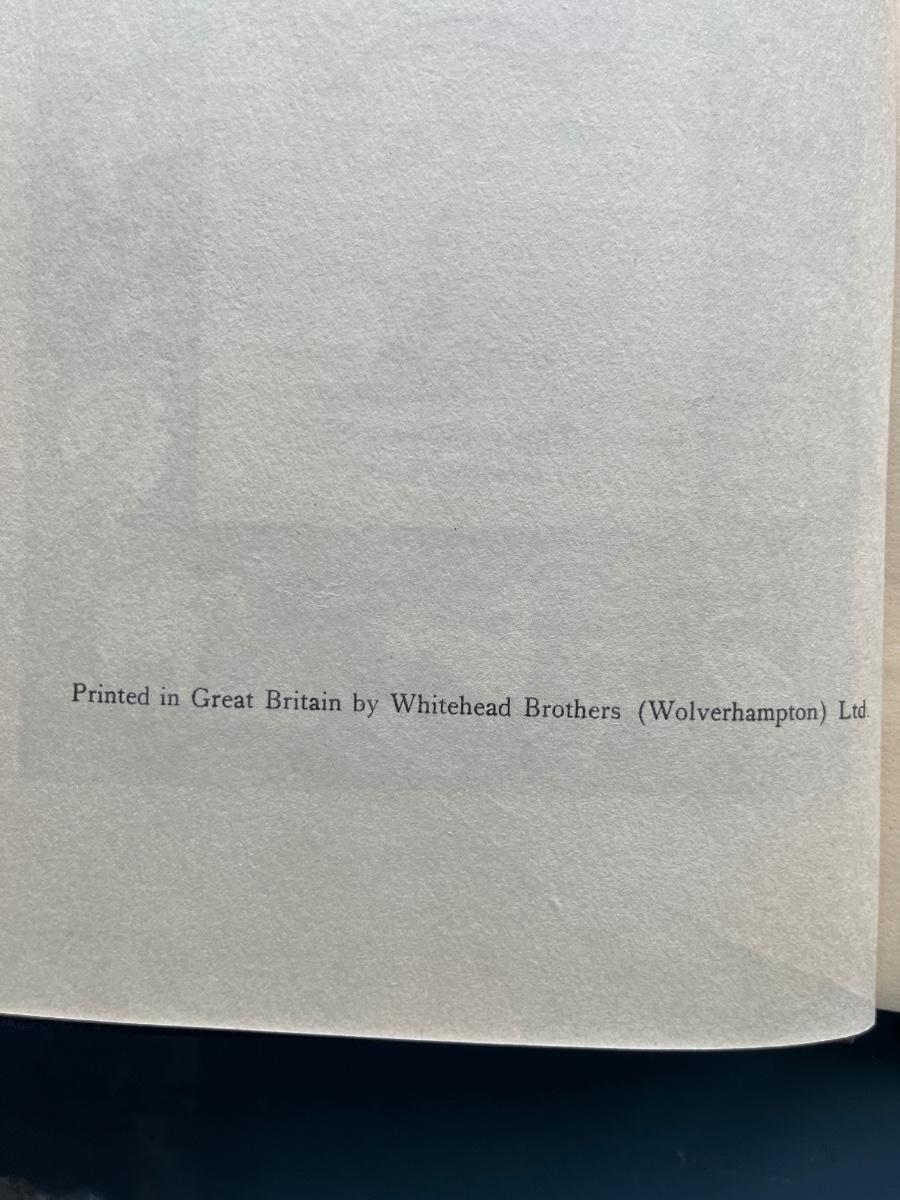 Printed in Great Britain by Whitehead Brothers (Wolverhampton) Ltd.